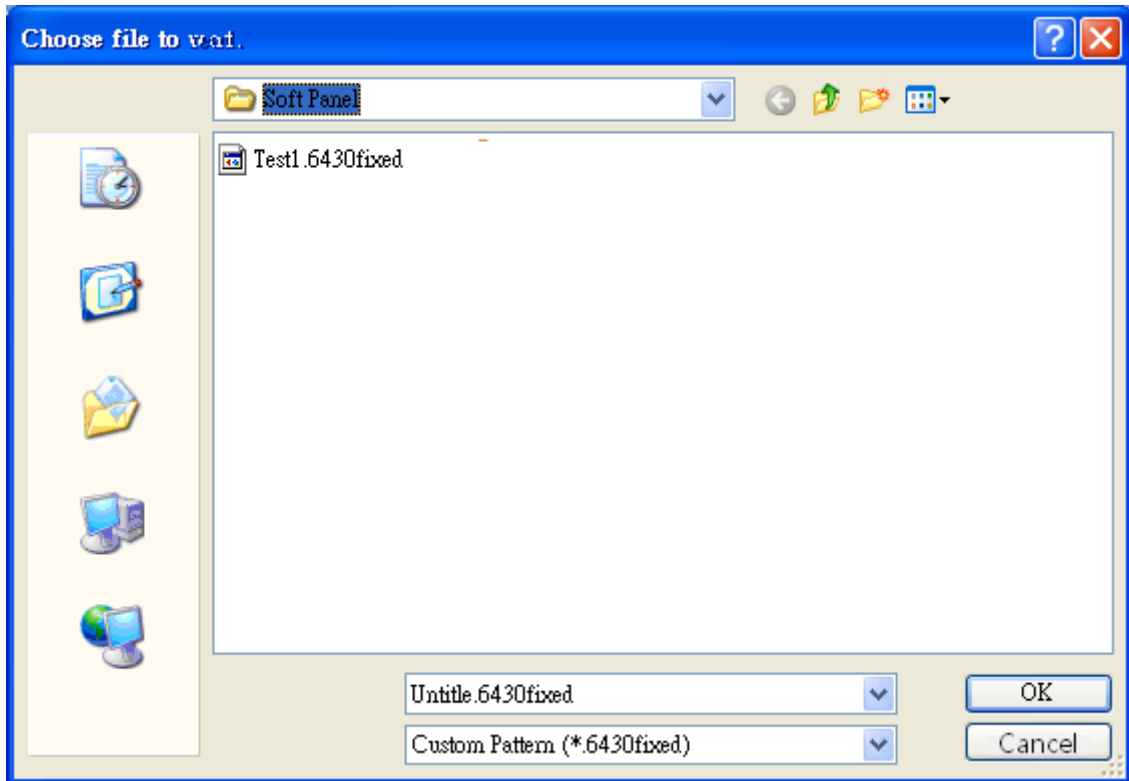 Choose file to
Soft Panel
Test1.6430fixed
Untitle.6430fixed
OK
Custom Pattern (*.6430fixed)
Cancel